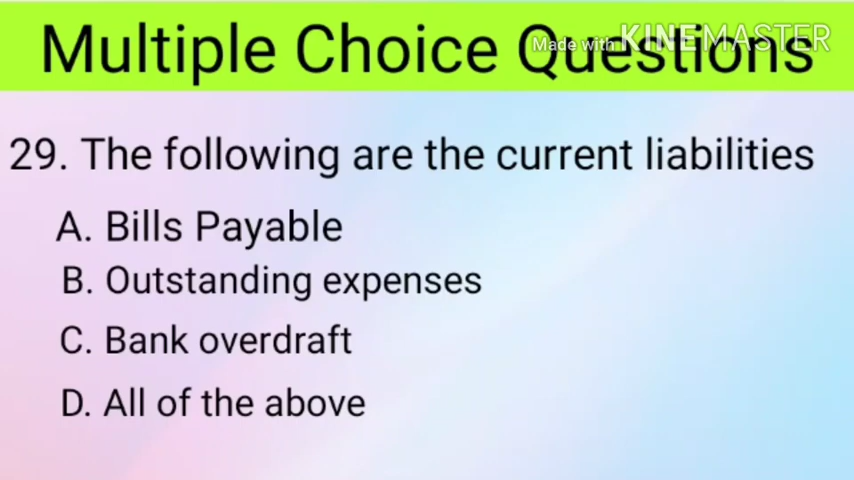 Multiple Choice Questions
Made with KINEMASTER
29. The following are the current liabilities
A. Bills Payable
B. Outstanding expenses
C. Bank overdraft
D. All of the above